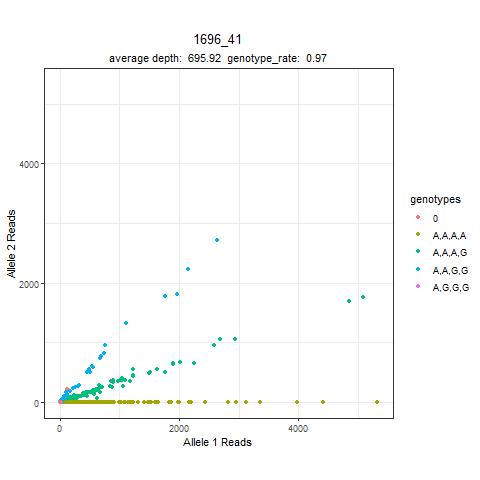 1696_41
average depth:  695.92  genotype_rate:  0.97
4000
2000
0
0
2000
4000
Allele 2 Reads
Allele 1 Reads
genotypes
0
A,A,A,A
A,A,A,G
A,A,G,G
A,G,G,G